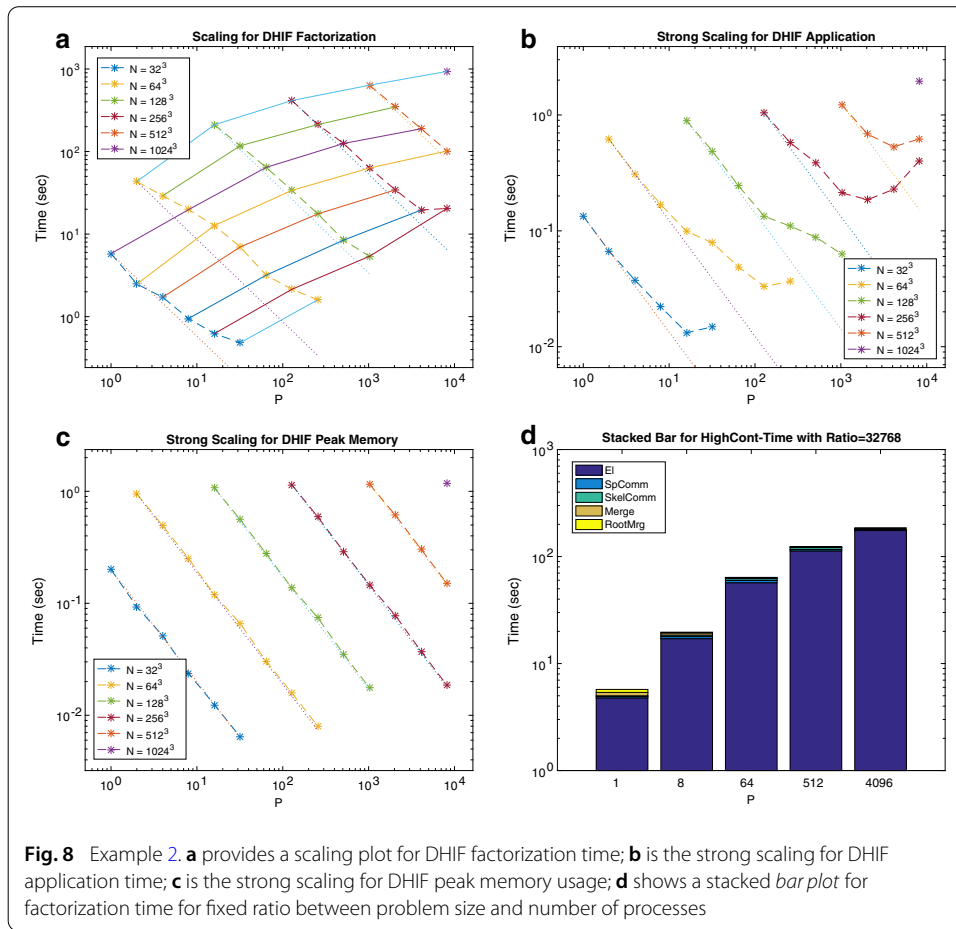 a
Scaling for DHIF Factorization
N = 32³
N = 64³
N = 128³
N = 256³
N = 512³
N = 1024³
10³
10²
10¹
10⁰
Time (sec)
10⁰ 10¹ 10² 10³ 10⁴
P
b
Strong Scaling for DHIF Application
10⁰
10⁻¹
10⁻²
Time (sec)
N = 32³
N = 64³
N = 128³
N = 256³
N = 512³
N = 1024³
10⁰ 10¹ 10² 10³ 10⁴
P
c
Strong Scaling for DHIF Peak Memory
10⁰
10⁻¹
10⁻²
Time (sec)
N = 32³
N = 64³
N = 128³
N = 256³
N = 512³
N = 1024³
10⁰ 10¹ 10² 10³ 10⁴
P
d
Stacked Bar for HighCont-Time with Ratio=32768
El
SpComm
SkelComm
Merge
RootMrg
10³
10²
10¹
10⁰
Time (sec)
1 8 64 512 4096
P
Fig. 8 Example 2. a provides a scaling plot for DHIF factorization time; b is the strong scaling for DHIF
application time; c is the strong scaling for DHIF peak memory usage; d shows a stacked bar plot for
factorization time for fixed ratio between problem size and number of processes